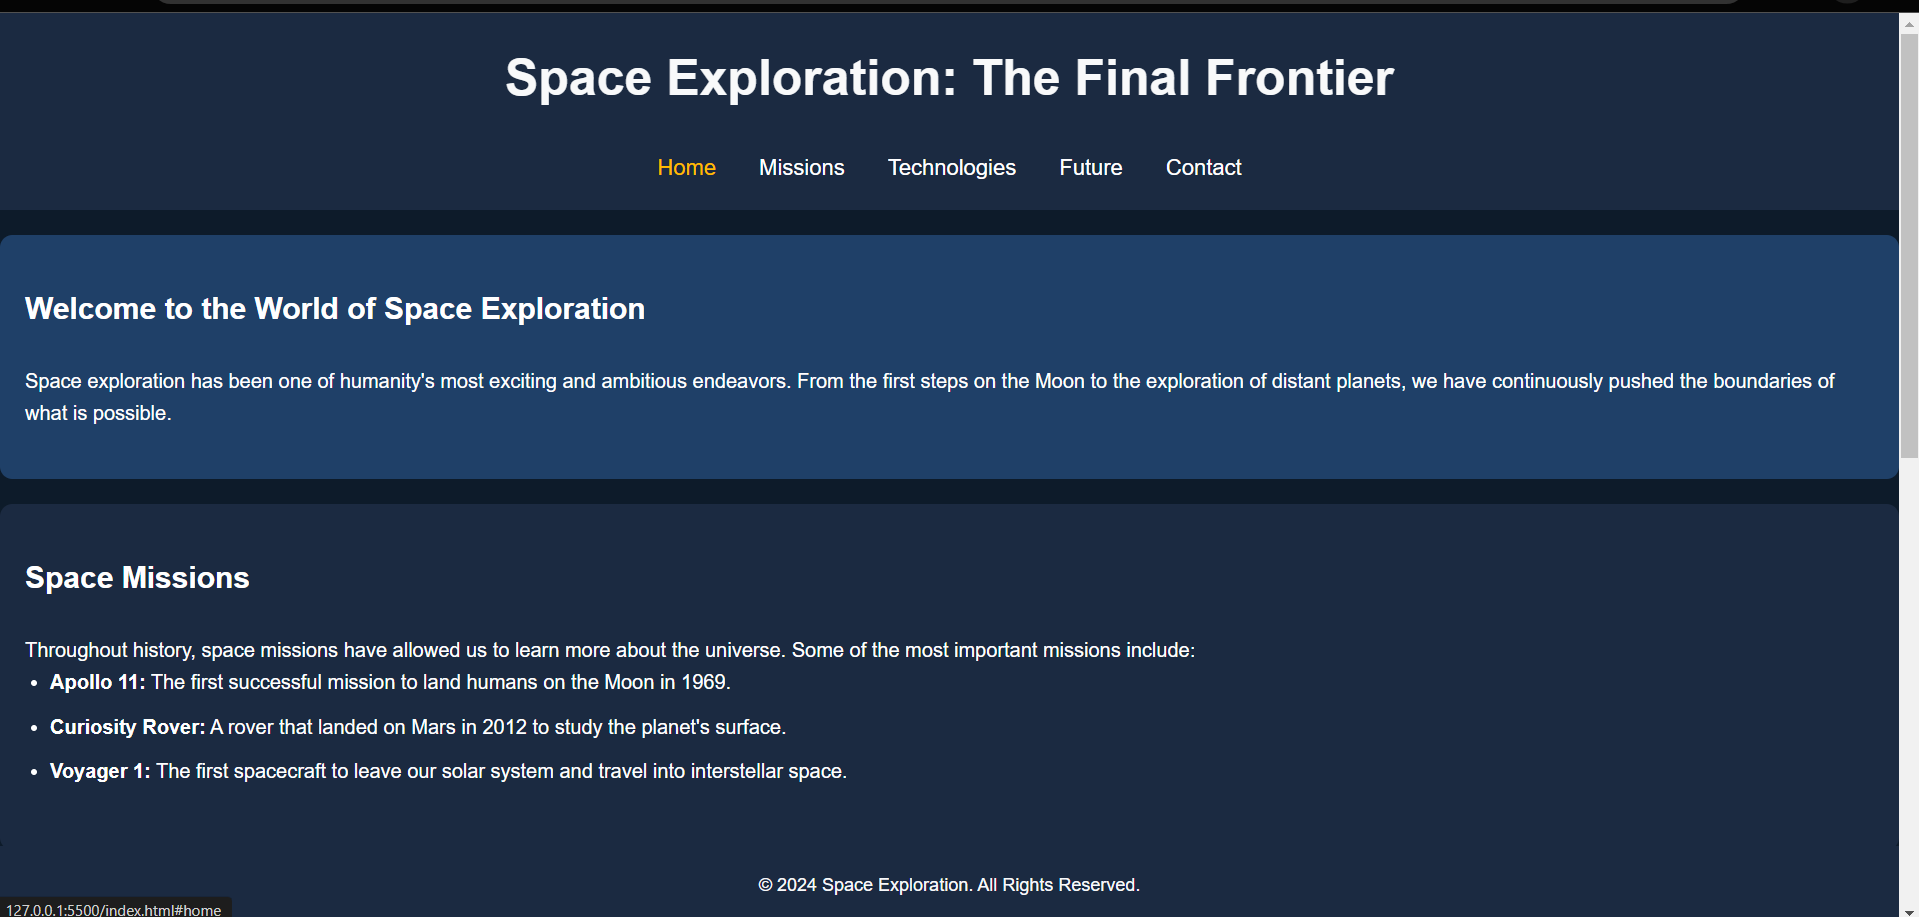 Space Exploration: The Final Frontier
Home Missions Technologies Future Contact
Welcome to the World of Space Exploration
Space exploration has been one of humanity's most exciting and ambitious endeavors. From the first steps on the Moon to the exploration of distant planets, we have continuously pushed the boundaries of
what is possible.
Space Missions
Throughout history, space missions have allowed us to learn more about the universe. Some of the most important missions include:
• Apollo 11: The first successful mission to land humans on the Moon in 1969.
• Curiosity Rover: A rover that landed on Mars in 2012 to study the planet's surface.
• Voyager 1: The first spacecraft to leave our solar system and travel into interstellar space.
© 2024 Space Exploration. All Rights Reserved.
127.0.0.1:5500/index.html#home